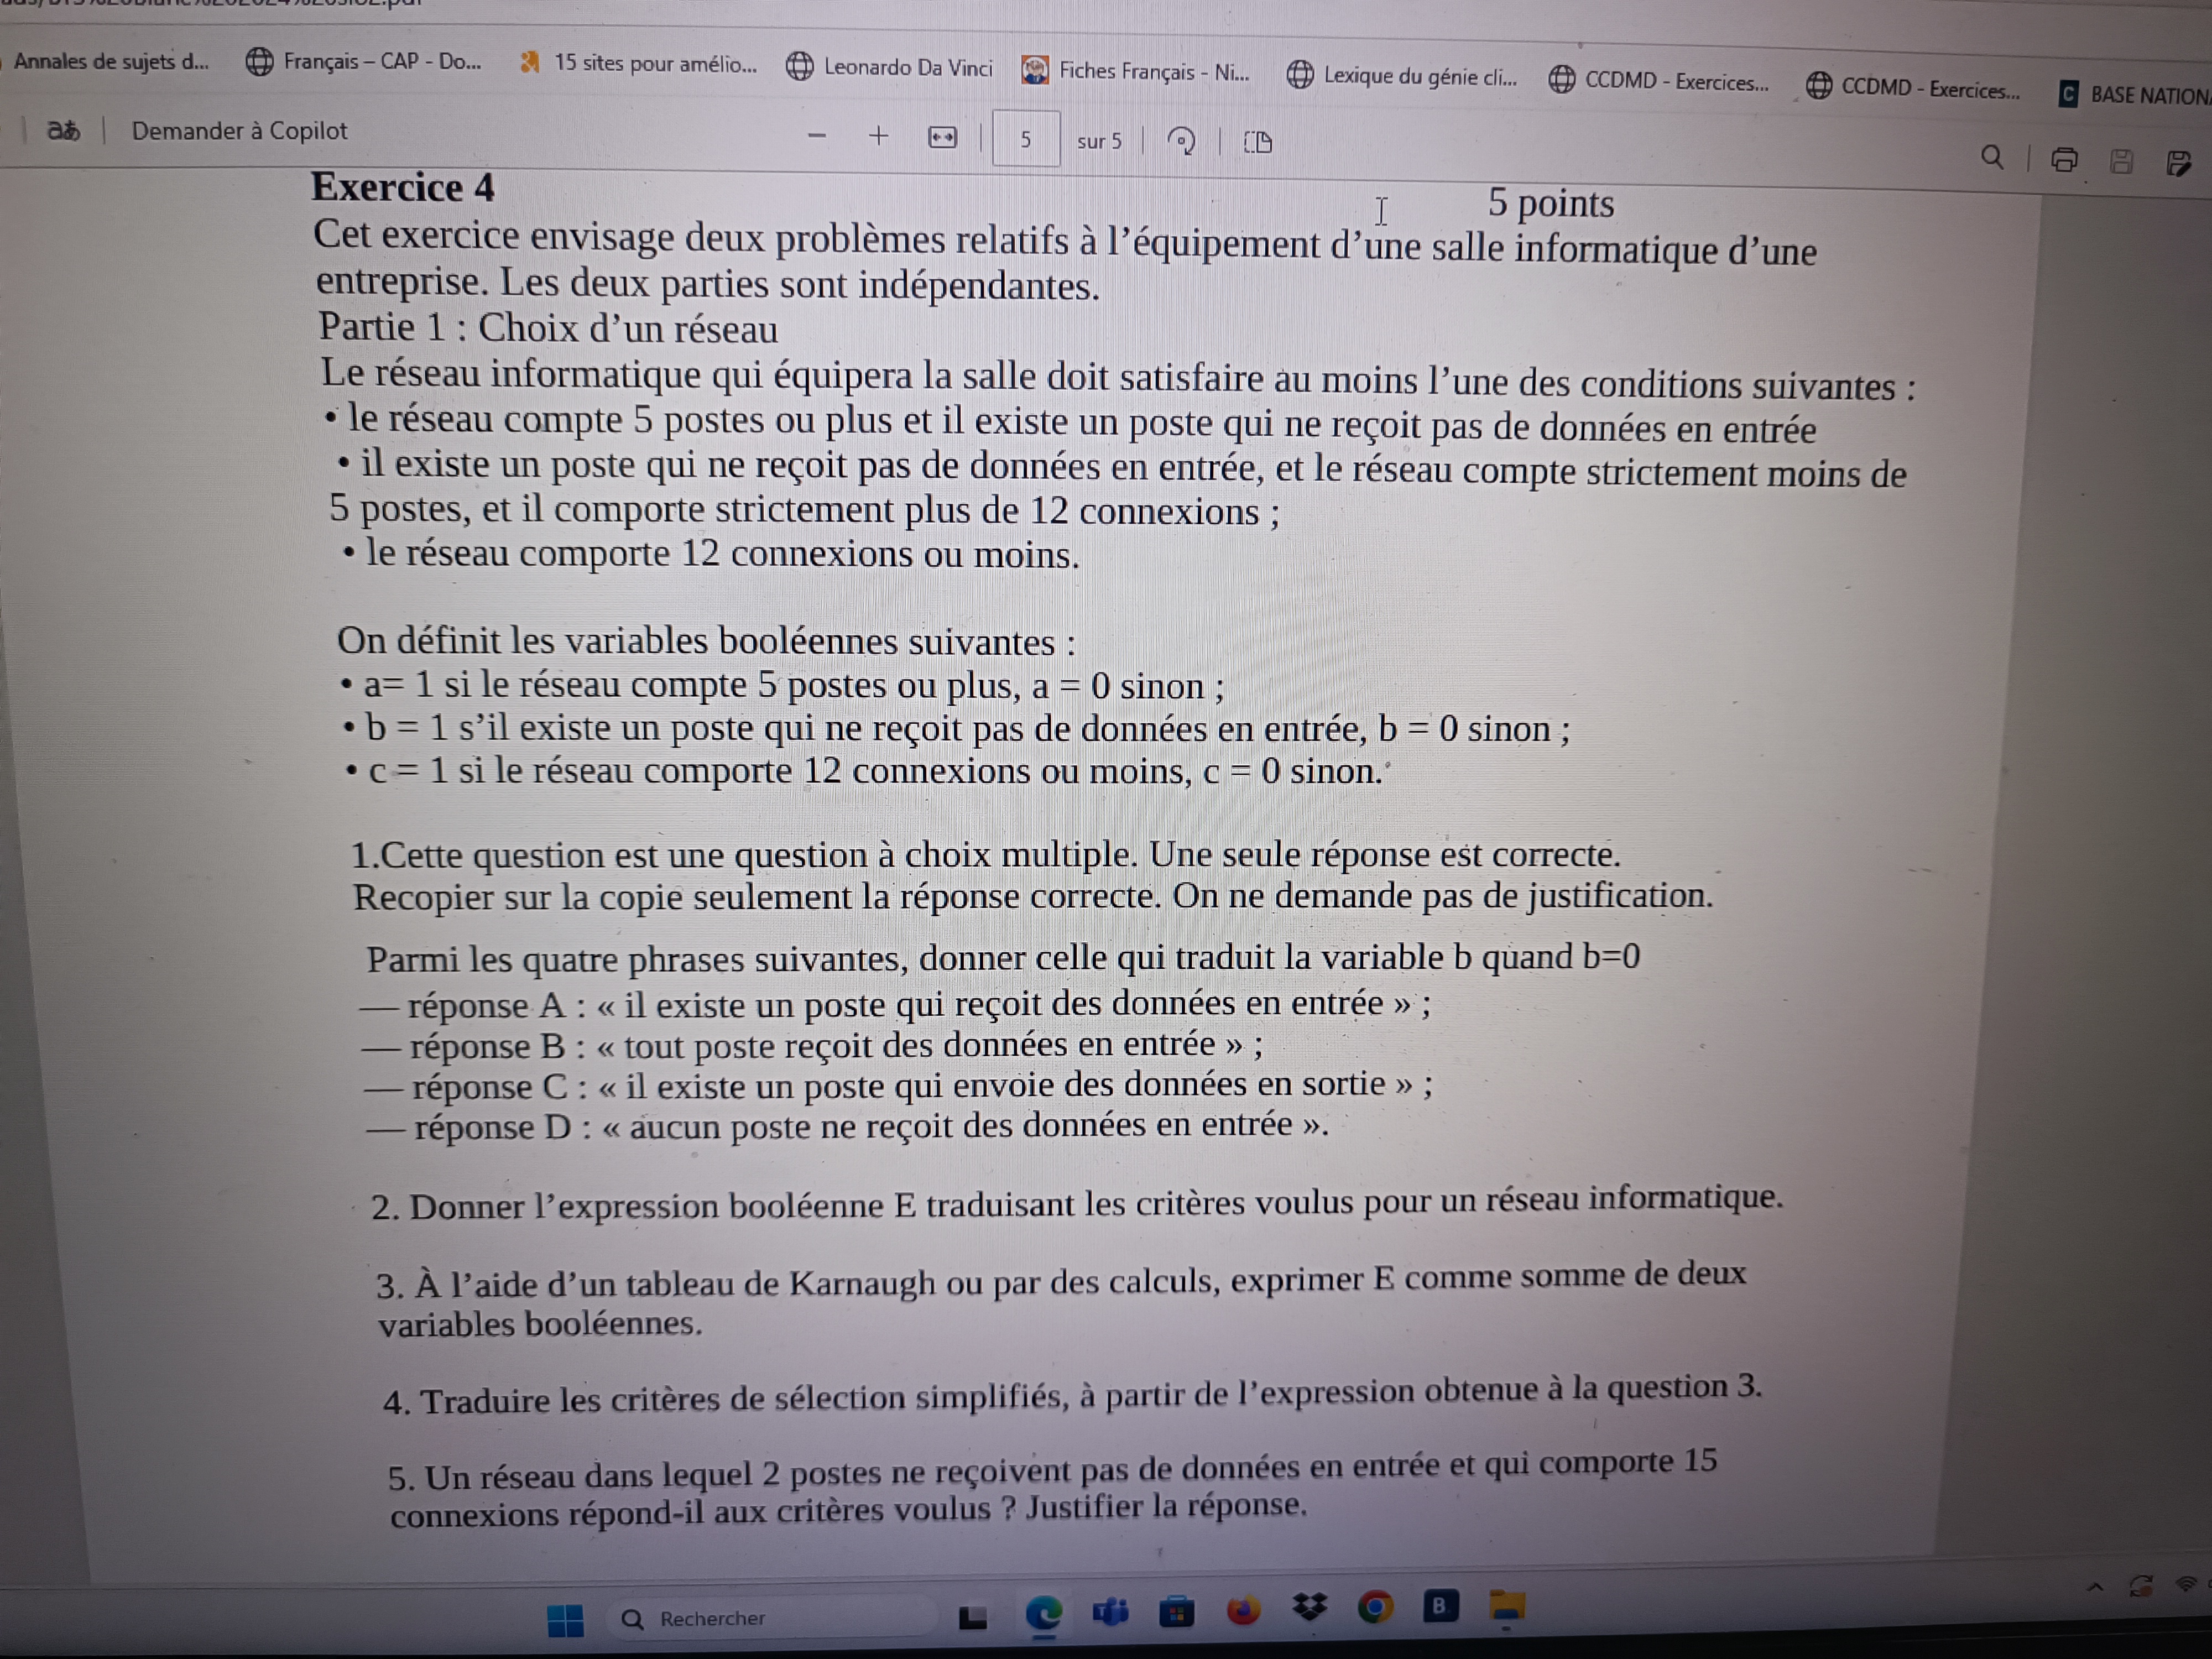 Annales de sujets d... Français – CAP - Do... 15 sites pour amélio... Leonardo Da Vinci Fiches Français - Ni... Lexique du génie cli... CCDMD - Exercices... CCDMD - Exercices... BASE NATION
Demander à Copilot 5 sur 5
Exercice 4 5 points
Cet exercice envisage deux problèmes relatifs à l’équipement d’une salle informatique d’une
entreprise. Les deux parties sont indépendantes.
Partie 1 : Choix d’un réseau
Le réseau informatique qui équipera la salle doit satisfaire au moins l’une des conditions suivantes :
• le réseau compte 5 postes ou plus et il existe un poste qui ne reçoit pas de données en entrée
• il existe un poste qui ne reçoit pas de données en entrée, et le réseau compte strictement moins de
5 postes, et il comporte strictement plus de 12 connexions ;
• le réseau comporte 12 connexions ou moins.
On définit les variables booléennes suivantes :
• a= 1 si le réseau compte 5 postes ou plus, a = 0 sinon ;
• b = 1 s’il existe un poste qui ne reçoit pas de données en entrée, b = 0 sinon ;
• c = 1 si le réseau comporte 12 connexions ou moins, c = 0 sinon.
1.Cette question est une question à choix multiple. Une seule réponse est correcte.
Recopier sur la copie seulement la réponse correcte. On ne demande pas de justification.
Parmi les quatre phrases suivantes, donner celle qui traduit la variable b quand b=0
— réponse A : « il existe un poste qui reçoit des données en entrée » ;
— réponse B : « tout poste reçoit des données en entrée » ;
— réponse C : « il existe un poste qui envoie des données en sortie » ;
— réponse D : « aucun poste ne reçoit des données en entrée ».
2. Donner l’expression booléenne E traduisant les critères voulus pour un réseau informatique.
3. À l’aide d’un tableau de Karnaugh ou par des calculs, exprimer E comme somme de deux
variables booléennes.
4. Traduire les critères de sélection simplifiés, à partir de l’expression obtenue à la question 3.
5. Un réseau dans lequel 2 postes ne reçoivent pas de données en entrée et qui comporte 15
connexions répond-il aux critères voulus ? Justifier la réponse.
Rechercher